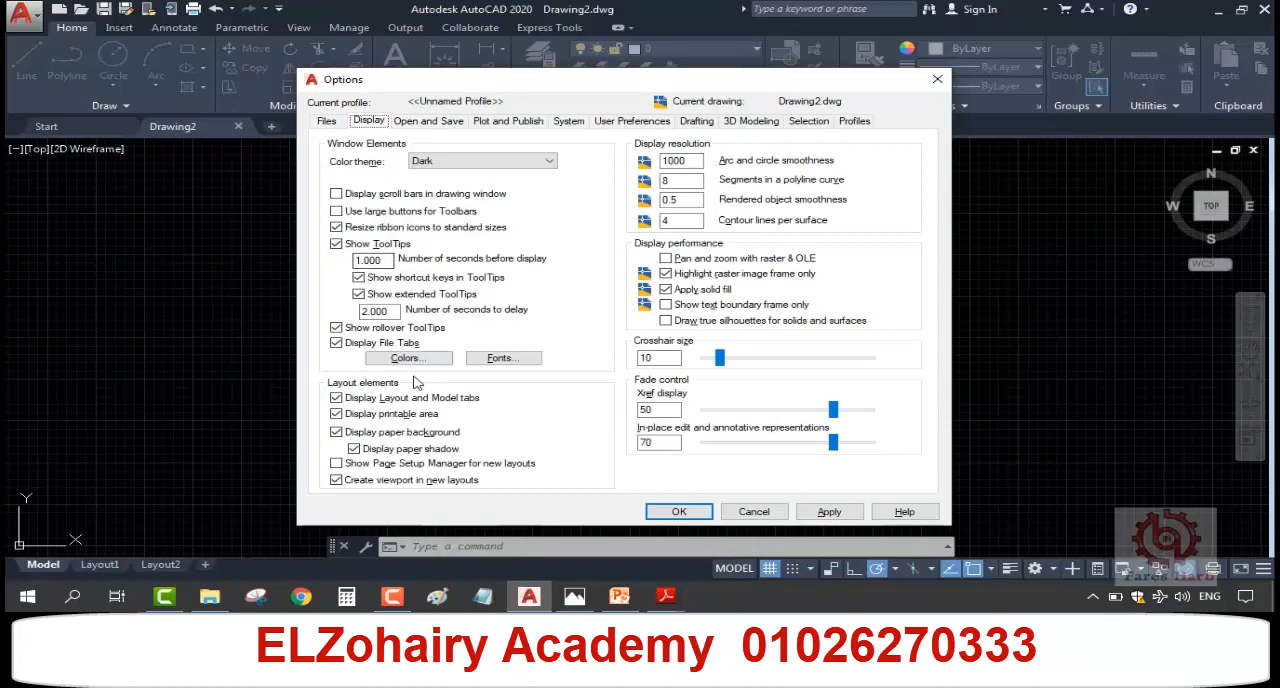 Autodesk AutoCAD 2020 Drawing2.dwg
Type a keyword or phrase
Sign In
Home Insert Annotate Parametric View Manage Output Collaborate Express Tools
Line Polyline Circle Arc
Move
Copy
ByLayer
ByLayer
ByLayer
Group
Measure
Paste
Draw
Modi
Groups
Utilities
Clipboard
Start
Drawing2
[−][Top][2D Wireframe]
Options
Current profile: <<Unnamed Profile>>
Current drawing: Drawing2.dwg
Files Display Open and Save Plot and Publish System User Preferences Drafting 3D Modeling Selection Profiles
Window Elements
Color theme: Dark
Display scroll bars in drawing window
Use large buttons for Toolbars
Resize ribbon icons to standard sizes
Show ToolTips
1.000 Number of seconds before display
Show shortcut keys in ToolTips
Show extended ToolTips
2.000 Number of seconds to delay
Show rollover ToolTips
Display File Tabs
Colors... Fonts...
Layout elements
Display Layout and Model tabs
Display printable area
Display paper background
Display paper shadow
Show Page Setup Manager for new layouts
Create viewport in new layouts
Display resolution
1000 Arc and circle smoothness
8 Segments in a polyline curve
0.5 Rendered object smoothness
4 Contour lines per surface
Display performance
Pan and zoom with raster & OLE
Highlight raster image frame only
Apply solid fill
Show text boundary frame only
Draw true silhouettes for solids and surfaces
Crosshair size
10
Fade control
Xref display
50
In-place edit and annotative representations
70
OK Cancel Apply Help
N
W TOP E
S
WCS
Y
X
Type a command
Model Layout1 Layout2
MODEL
Fares Harb
ENG
ELZohairy Academy 01026270333